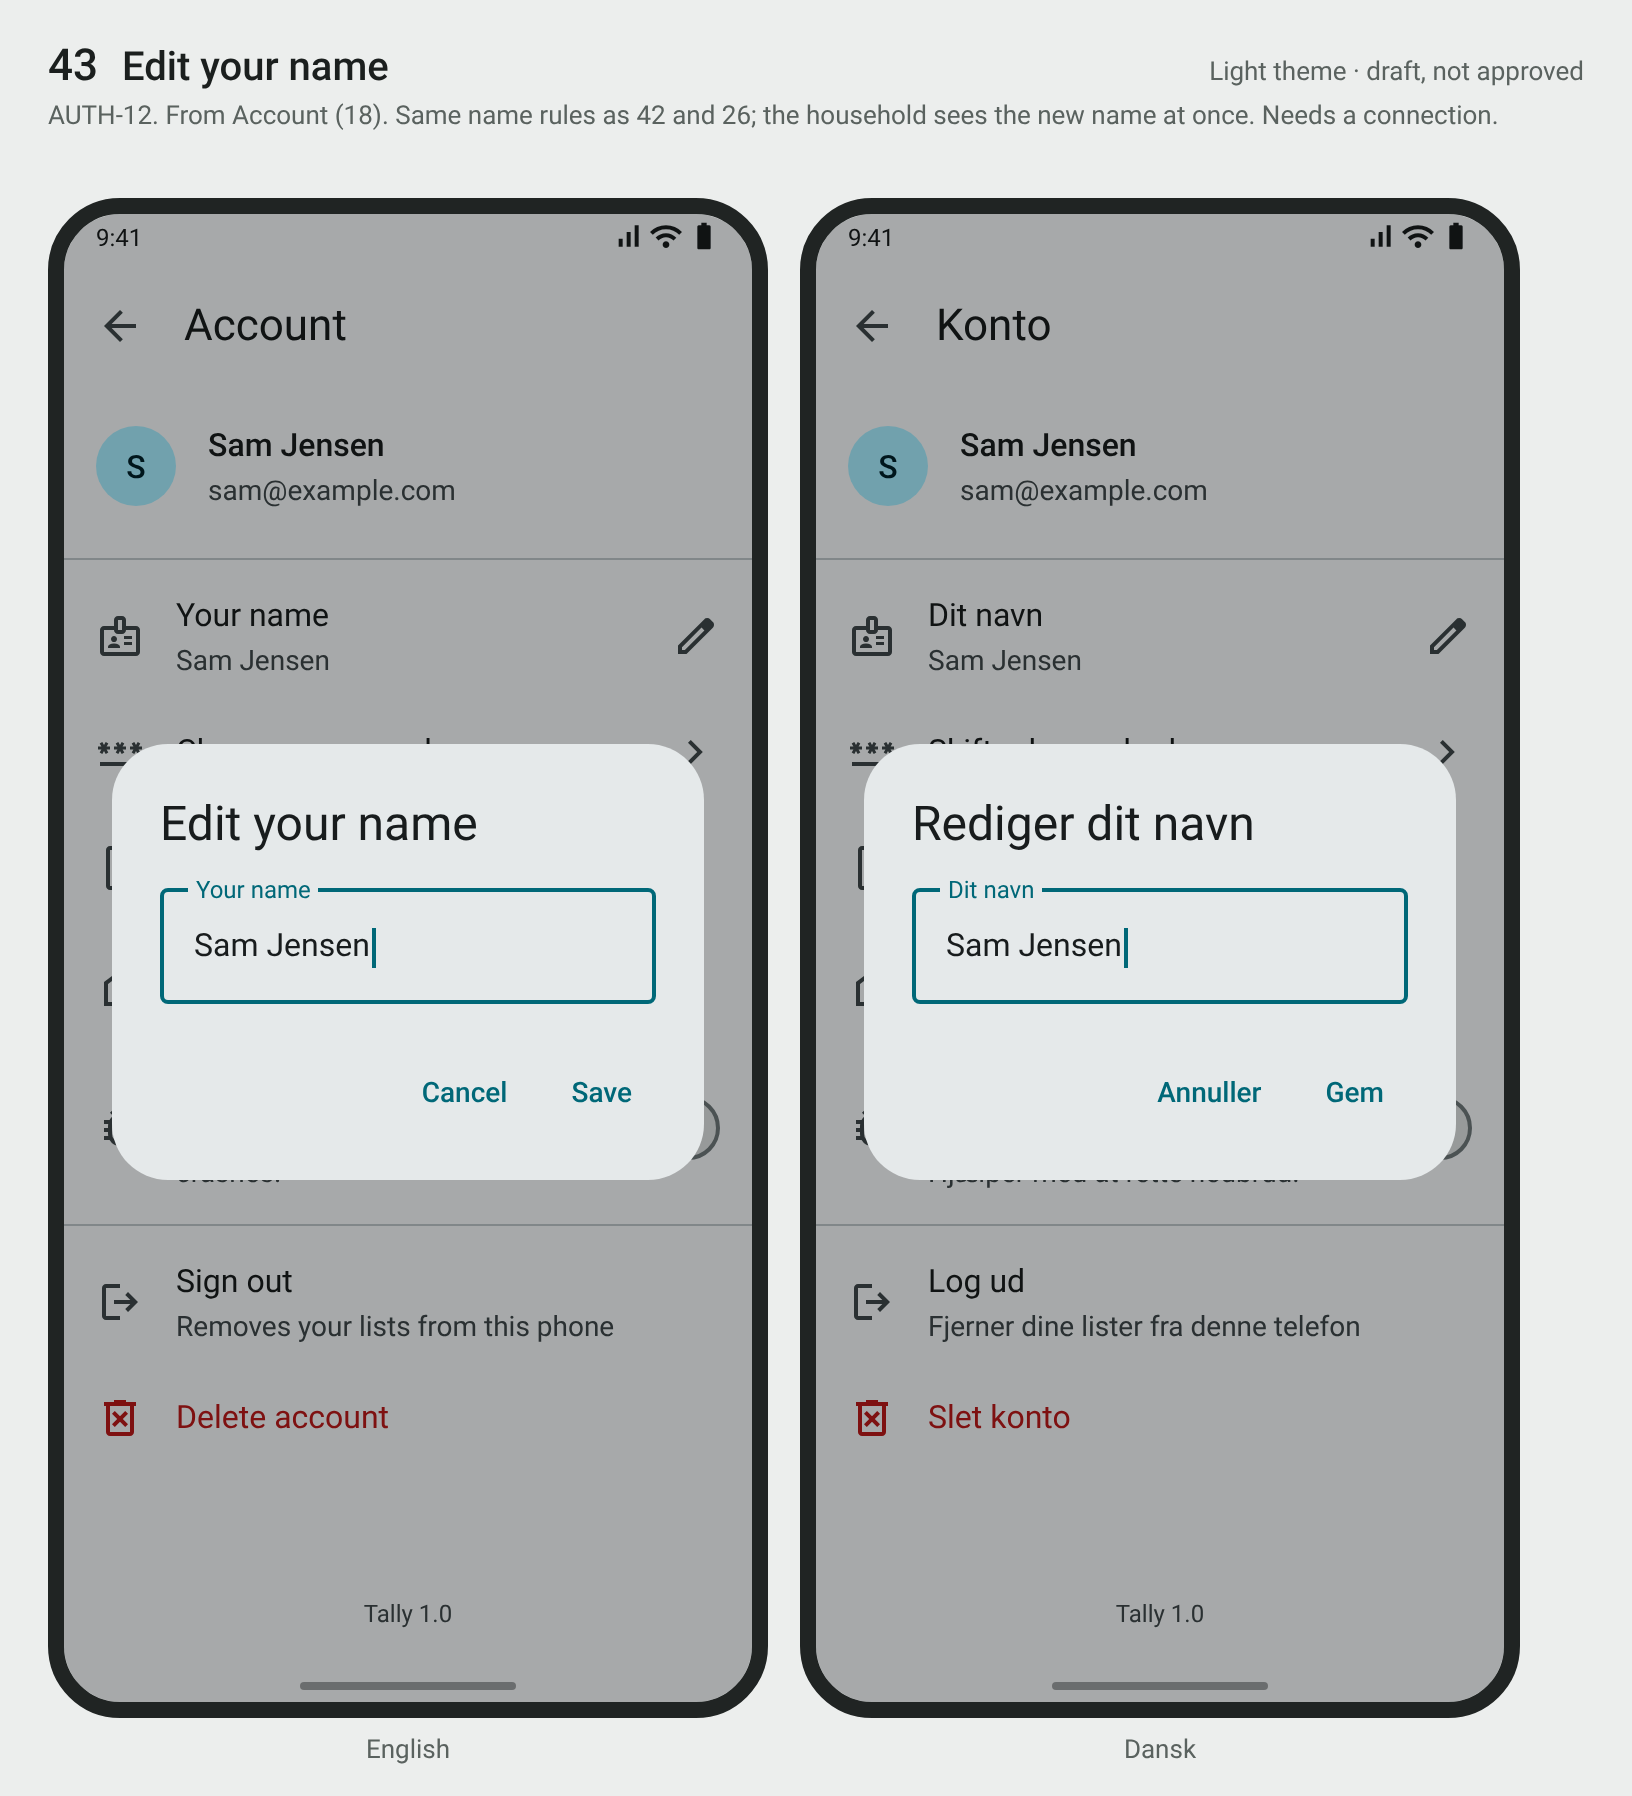 43 Edit your name
Light theme · draft, not approved
AUTH-12. From Account (18). Same name rules as 42 and 26; the household sees the new name at once. Needs a connection.
9:41
Account
S
Sam Jensen
sam@example.com
Your name
Sam Jensen
Edit your name
Your name
Sam Jensen
Cancel
Save
Sign out
Removes your lists from this phone
Delete account
Tally 1.0
English
9:41
Konto
S
Sam Jensen
sam@example.com
Dit navn
Sam Jensen
Rediger dit navn
Dit navn
Sam Jensen
Annuller
Gem
Log ud
Fjerner dine lister fra denne telefon
Slet konto
Tally 1.0
Dansk